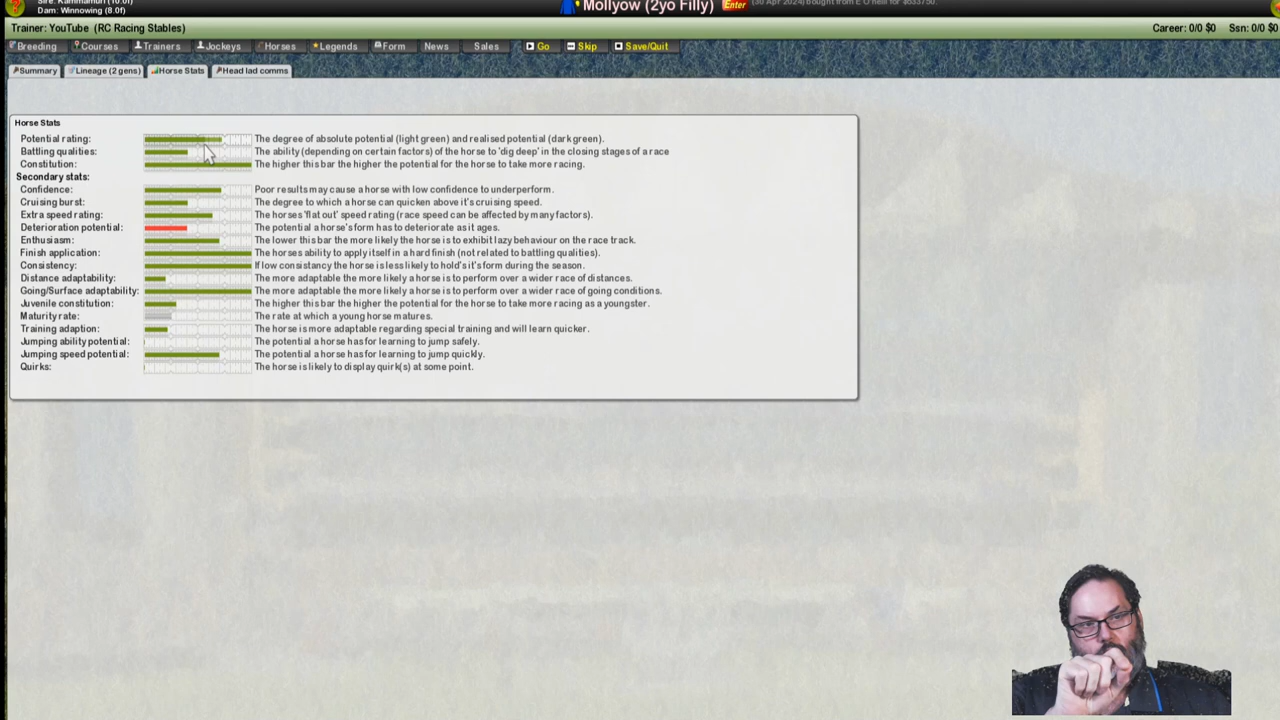 Sire: Kammamuri (10.0f)
Dam: Winnowing (8.0f)
Mollyow (2yo Filly) Enter (30 Apr 2024) bought from E O'neill for $633750.
Trainer: YouTube (RC Racing Stables) Career: 0/0 $0 Ssn: 0/0 $0
Breeding Courses Trainers Jockeys Horses Legends Form News Sales Go Skip Save/Quit
Summary Lineage (2 gens) Horse Stats Head lad comms
Horse Stats
Potential rating: The degree of absolute potential (light green) and realised potential (dark green).
Battling qualities: The ability (depending on certain factors) of the horse to 'dig deep' in the closing stages of a race
Constitution: The higher this bar the higher the potential for the horse to take more racing.
Secondary stats:
Confidence: Poor results may cause a horse with low confidence to underperform.
Cruising burst: The degree to which a horse can quicken above it's cruising speed.
Extra speed rating: The horses 'flat out' speed rating (race speed can be affected by many factors).
Deterioration potential: The potential a horse's form has to deteriorate as it ages.
Enthusiasm: The lower this bar the more likely the horse is to exhibit lazy behaviour on the race track.
Finish application: The horses ability to apply itself in a hard finish (not related to battling qualities).
Consistency: If low consistancy the horse is less likely to hold's it's form during the season.
Distance adaptability: The more adaptable the more likely a horse is to perform over a wider race of distances.
Going/Surface adaptability: The more adaptable the more likely a horse is to perform over a wider race of going conditions.
Juvenile constitution: The higher this bar the higher the potential for the horse to take more racing as a youngster.
Maturity rate: The rate at which a young horse matures.
Training adaption: The horse is more adaptable regarding special training and will learn quicker.
Jumping ability potential: The potential a horse has for learning to jump safely.
Jumping speed potential: The potential a horse has for learning to jump quickly.
Quirks: The horse is likely to display quirk(s) at some point.